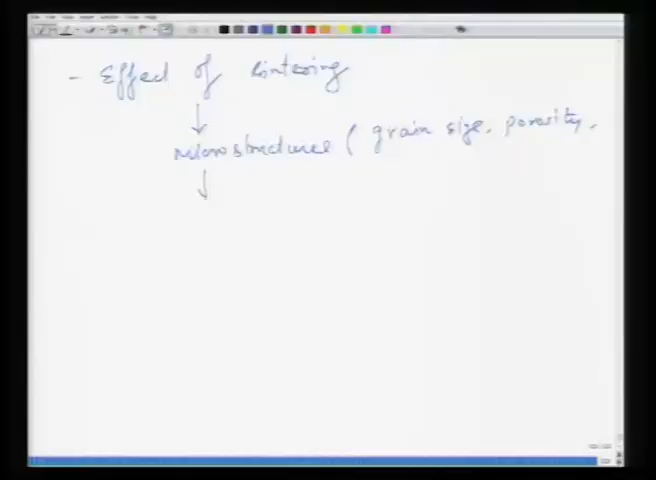 - Effect of sintering
↓
Microstructure ( grain size, porosity,
↓